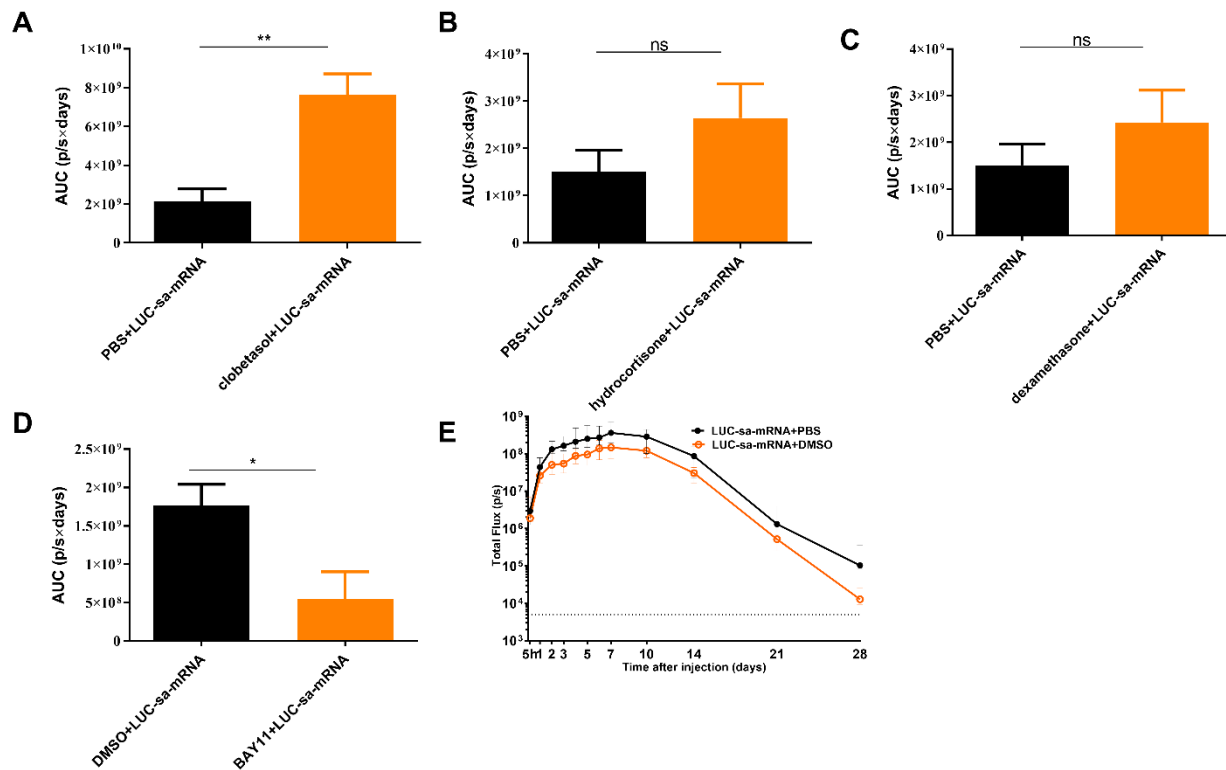 A
**
1×10¹⁰
8×10⁹
6×10⁹
4×10⁹
2×10⁹
0
AUC (p/s×days)
PBS+LUC-sa-mRNA
clobetasol+LUC-sa-mRNA
B
ns
4×10⁹
3×10⁹
2×10⁹
1×10⁹
0
AUC (p/s×days)
PBS+LUC-sa-mRNA
hydrocortisone+LUC-sa-mRNA
C
ns
4×10⁹
3×10⁹
2×10⁹
1×10⁹
0
AUC (p/s×days)
PBS+LUC-sa-mRNA
dexamethasone+LUC-sa-mRNA
D
*
2.5×10⁹
2×10⁹
1.5×10⁹
1×10⁹
5×10⁸
0
AUC (p/s×days)
DMSO+LUC-sa-mRNA
BAY11+LUC-sa-mRNA
E
LUC-sa-mRNA+PBS
LUC-sa-mRNA+DMSO
10⁹
10⁸
10⁷
10⁶
10⁵
10⁴
10³
Total Flux (p/s)
5hr1 2 3 5 7 10 14 21 28
Time after injection (days)